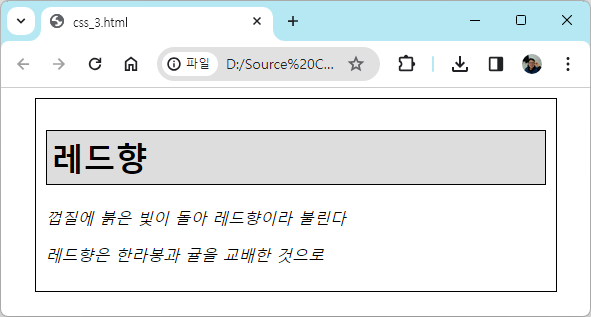 css_3.html
파일
D:/Source%20C...
레드향
껍질에 붉은 빛이 돌아 레드향이라 불린다
레드향은 한라봉과 귤을 교배한 것으로